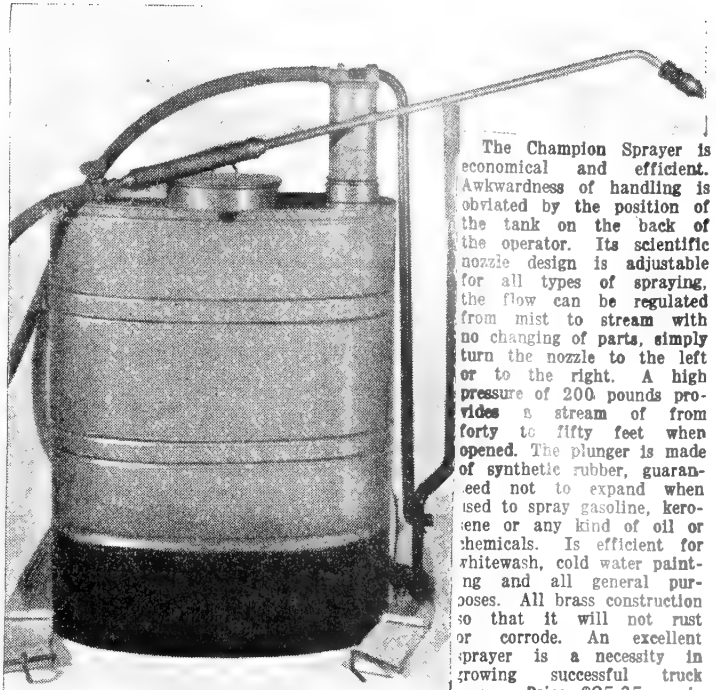 The Champion Sprayer is
economical and efficient.
Awkwardness of handling is
obviated by the position of
the tank on the back of
the operator. Its scientific
nozzle design is adjustable
for all types of spraying,
the flow can be regulated
from mist to stream with
no changing of parts, simply
turn the nozzle to the left
or to the right. A high
pressure of 200 pounds pro-
vides a stream of from
forty to fifty feet when
opened. The plunger is made
of synthetic rubber, guaran-
eed not to expand when
used to spray gasoline, kero-
sene or any kind of oil or
chemicals. Is efficient for
whitewash, cold water paint-
ng and all general pur-
poses. All brass construction
so that it will not rust
or corrode. An excellent
sprayer is a necessity in
growing successful truck